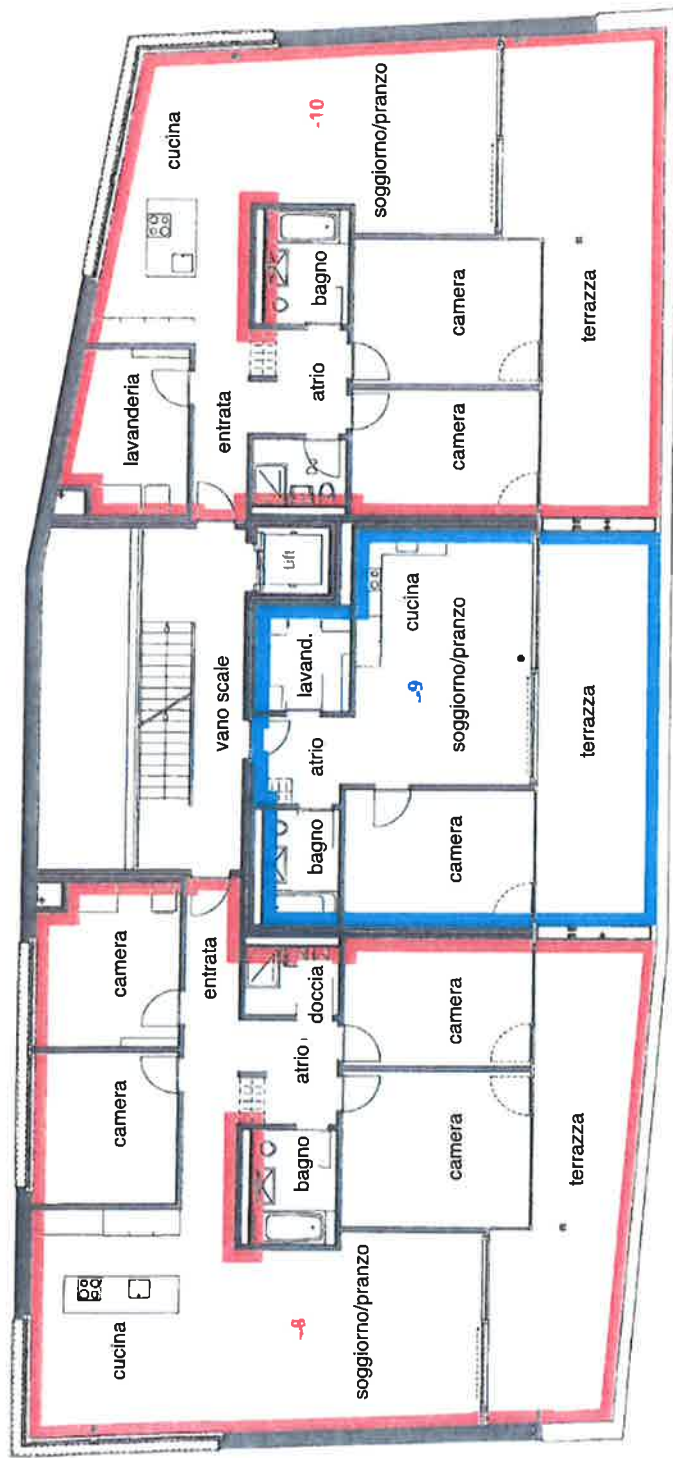 cucina
camera
camera
entrata
-8
soggiorno/pranzo
bagno
atrio
doccia
camera
camera
terrazza
vano scale
Lift
bagno
atrio
lavand.
camera
-9
soggiorno/pranzo
cucina
terrazza
lavanderia
cucina
entrata
atrio
bagno
-10
soggiorno/pranzo
camera
camera
terrazza